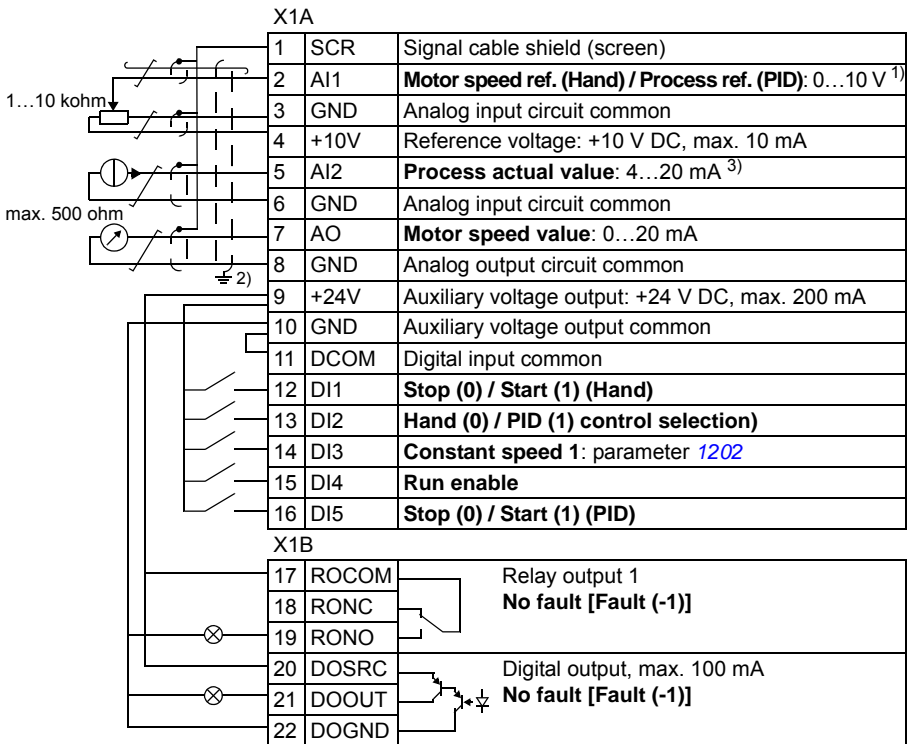 X1A
1 SCR Signal cable shield (screen)
2 AI1 Motor speed ref. (Hand) / Process ref. (PID): 0…10 V 1)
1…10 kohm
3 GND Analog input circuit common
4 +10V Reference voltage: +10 V DC, max. 10 mA
5 AI2 Process actual value: 4…20 mA 3)
6 GND Analog input circuit common
max. 500 ohm
7 AO Motor speed value: 0…20 mA
8 GND Analog output circuit common
2)
9 +24V Auxiliary voltage output: +24 V DC, max. 200 mA
10 GND Auxiliary voltage output common
11 DCOM Digital input common
12 DI1 Stop (0) / Start (1) (Hand)
13 DI2 Hand (0) / PID (1) control selection)
14 DI3 Constant speed 1: parameter 1202
15 DI4 Run enable
16 DI5 Stop (0) / Start (1) (PID)
X1B
17 ROCOM Relay output 1
18 RONC No fault [Fault (-1)]
19 RONO
20 DOSRC Digital output, max. 100 mA
21 DOOUT No fault [Fault (-1)]
22 DOGND